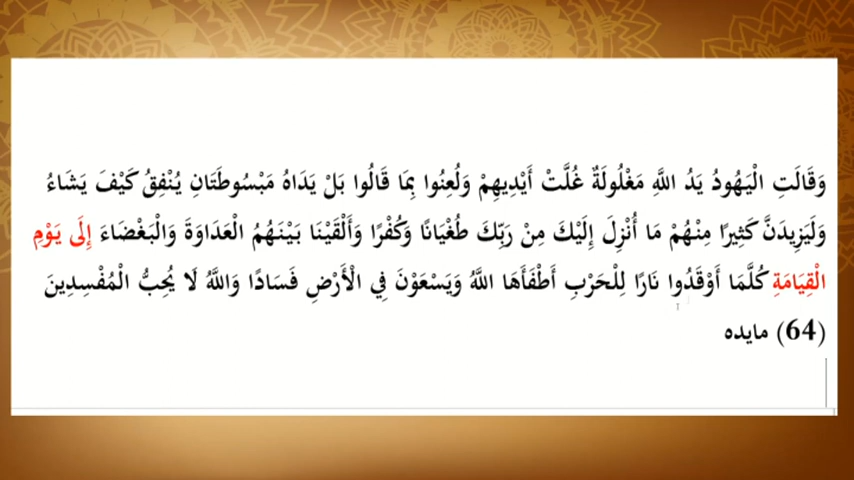 وَقَالَتِ الْيَهُودُ يَدُ اللَّهِ مَغْلُولَةٌ غُلَّتْ أَيْدِيهِمْ وَلُعِنُوا بِمَا قَالُوا بَلْ يَدَاهُ مَبْسُوطَتَانِ يُنْفِقُ كَيْفَ يَشَاءُ
وَلَيَزِيدَنَّ كَثِيرًا مِنْهُمْ مَا أُنْزِلَ إِلَيْكَ مِنْ رَبِّكَ طُغْيَانًا وَكُفْرًا وَأَلْقَيْنَا بَيْنَهُمُ الْعَدَاوَةَ وَالْبَغْضَاءَ إِلَى يَوْمِ
الْقِيَامَةِ كُلَّمَا أَوْقَدُوا نَارًا لِلْحَرْبِ أَطْفَأَهَا اللَّهُ وَيَسْعَوْنَ فِي الْأَرْضِ فَسَادًا وَاللَّهُ لَا يُحِبُّ الْمُفْسِدِينَ
(64) مایده